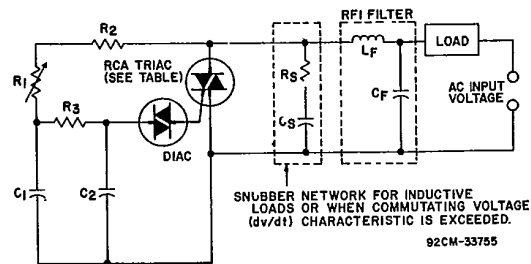 RFI FILTER
R2
RCA TRIAC
(SEE TABLE)
R1
R3
DIAC
C1
C2
RS
CS
LF
CF
LOAD
AC INPUT
VOLTAGE
SNUBBER NETWORK FOR INDUCTIVE
LOADS OR WHEN COMMUTATING VOLTAGE
(dv/dt) CHARACTERISTIC IS EXCEEDED.
92CM-33755